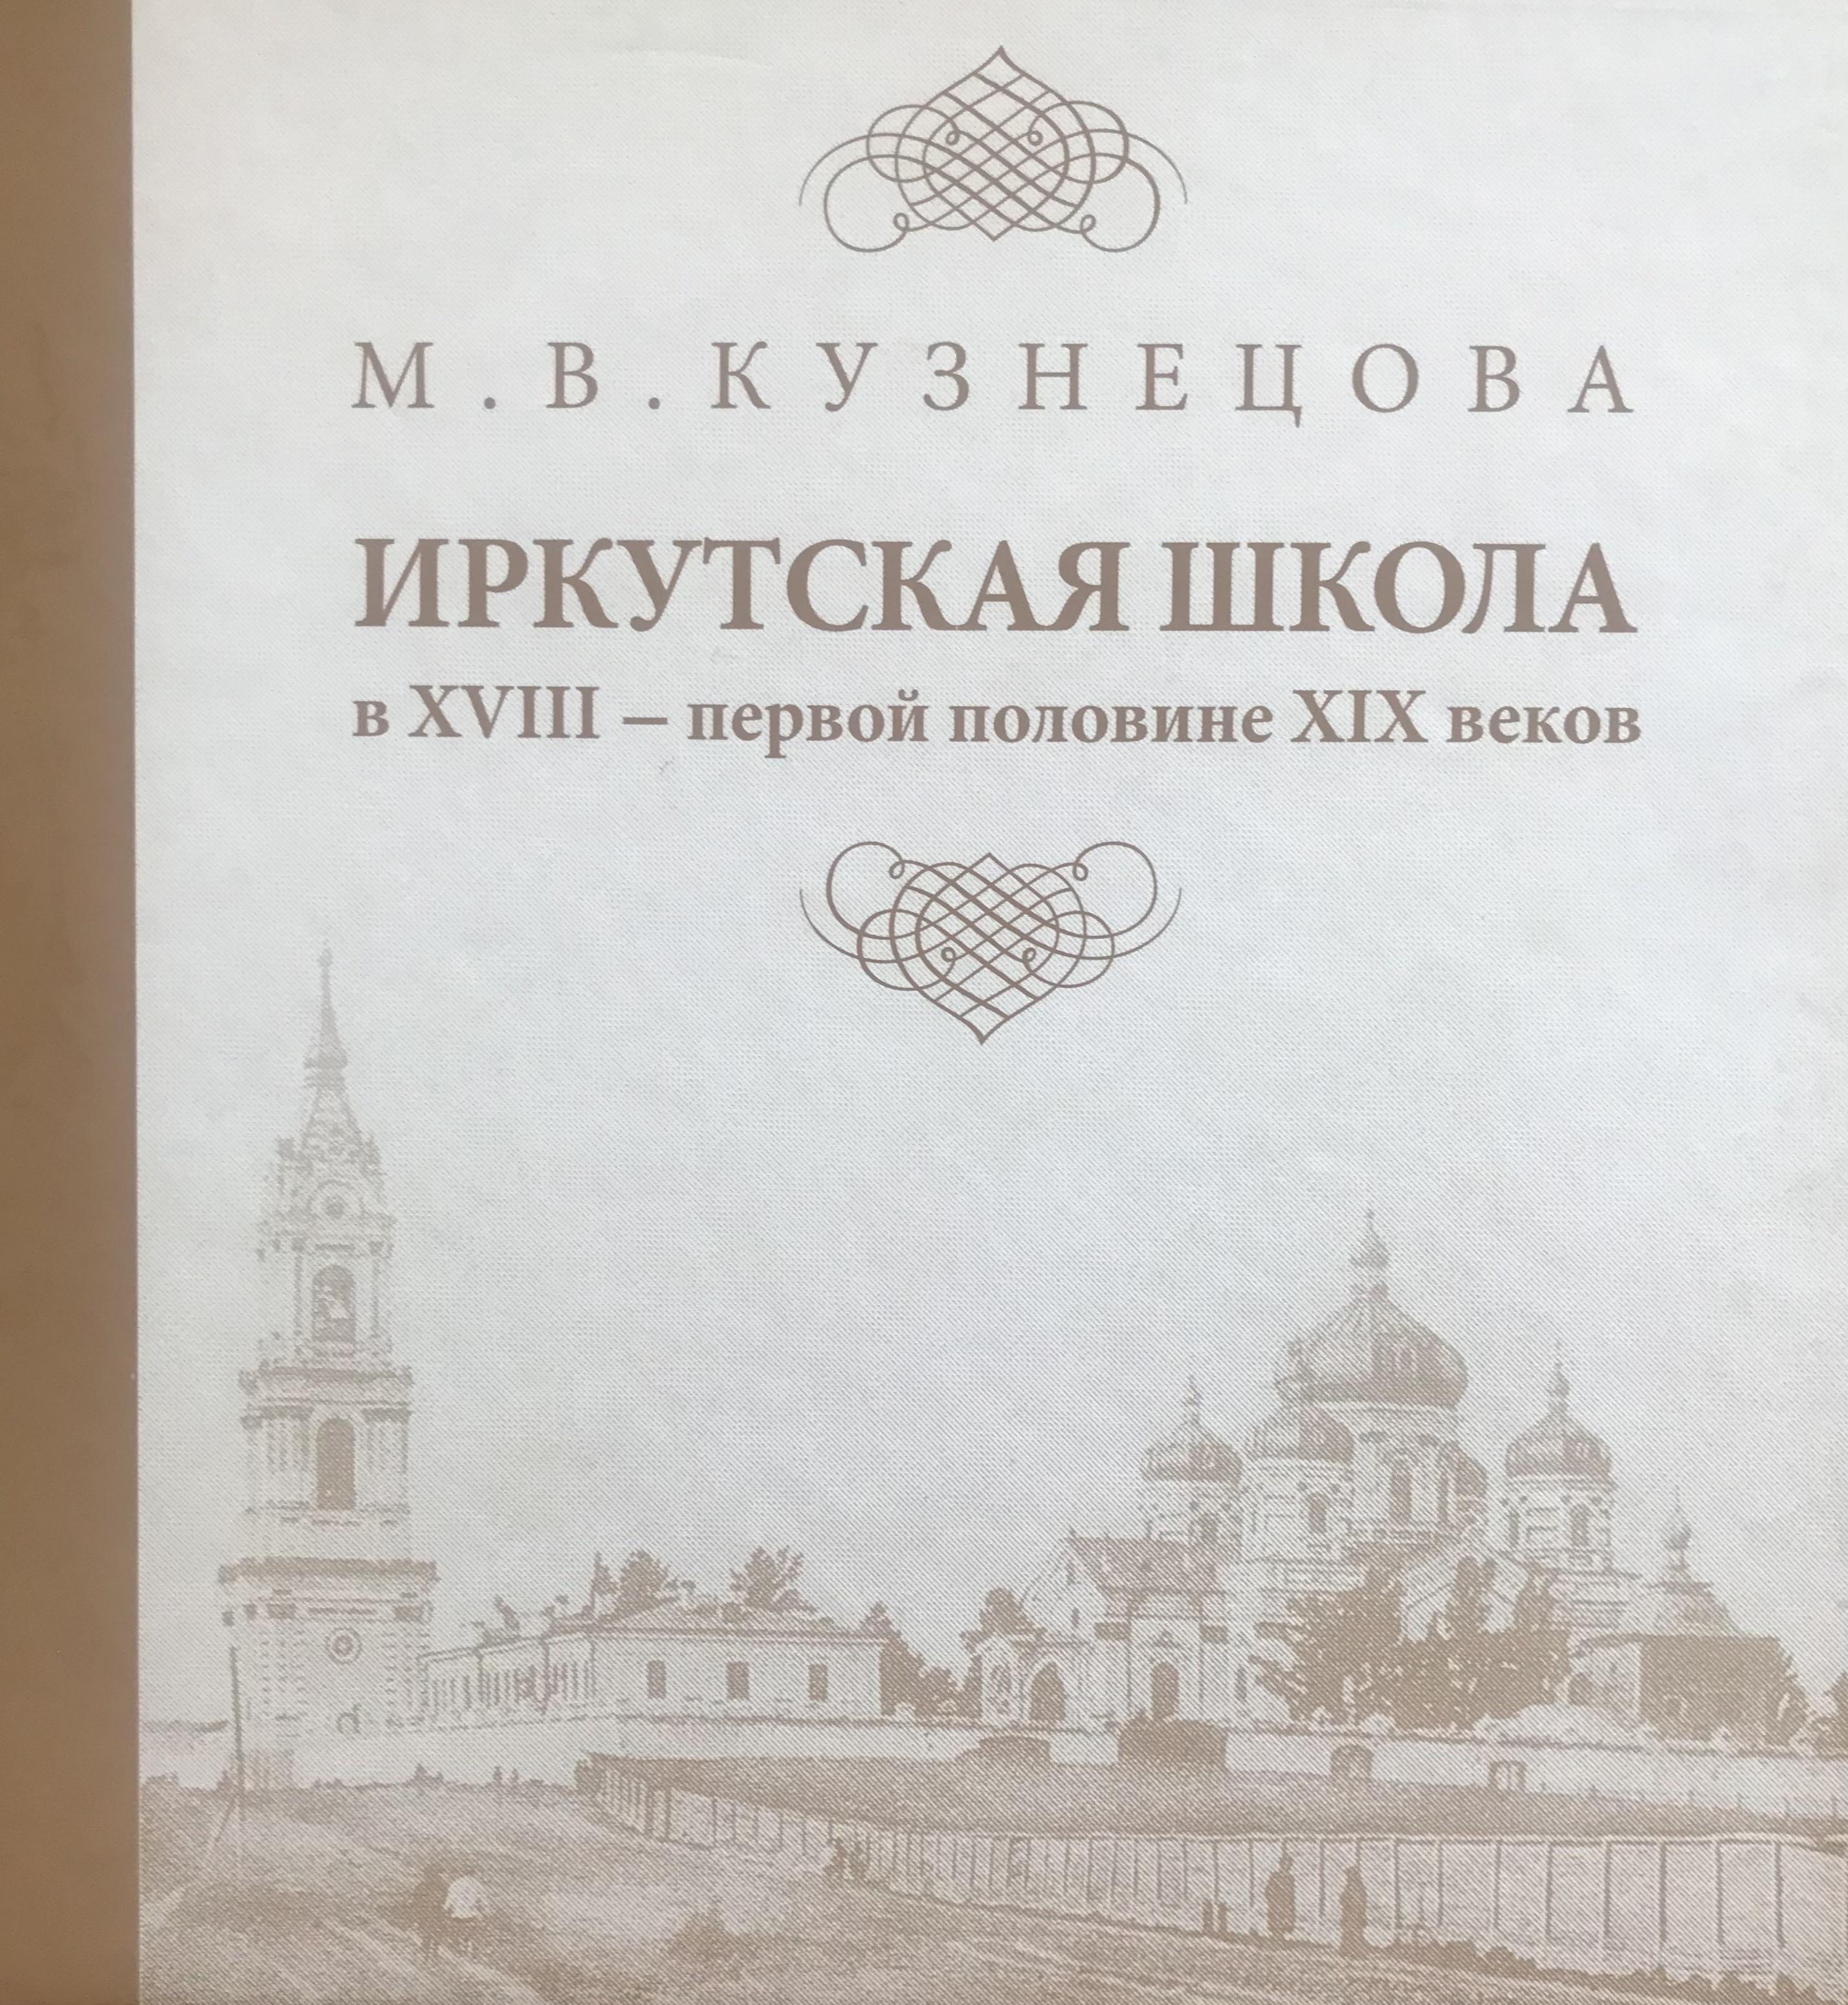 М.В.КУЗНЕЦОВА
ИРКУТСКАЯ ШКОЛА
в XVIII – первой половине XIX веков